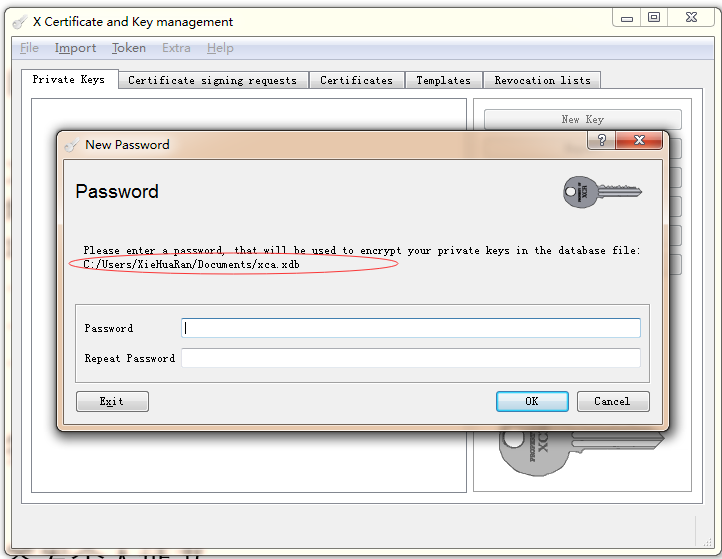 X Certificate and Key management
File Import Token Extra Help
Private Keys Certificate signing requests Certificates Templates Revocation lists
New Key
New Password
?
Password
XCA
Please enter a password, that will be used to encrypt your private keys in the database file:
C:/Users/XieHuaRan/Documents/xca.xdb
Password
Repeat Password
Exit OK Cancel
XCA